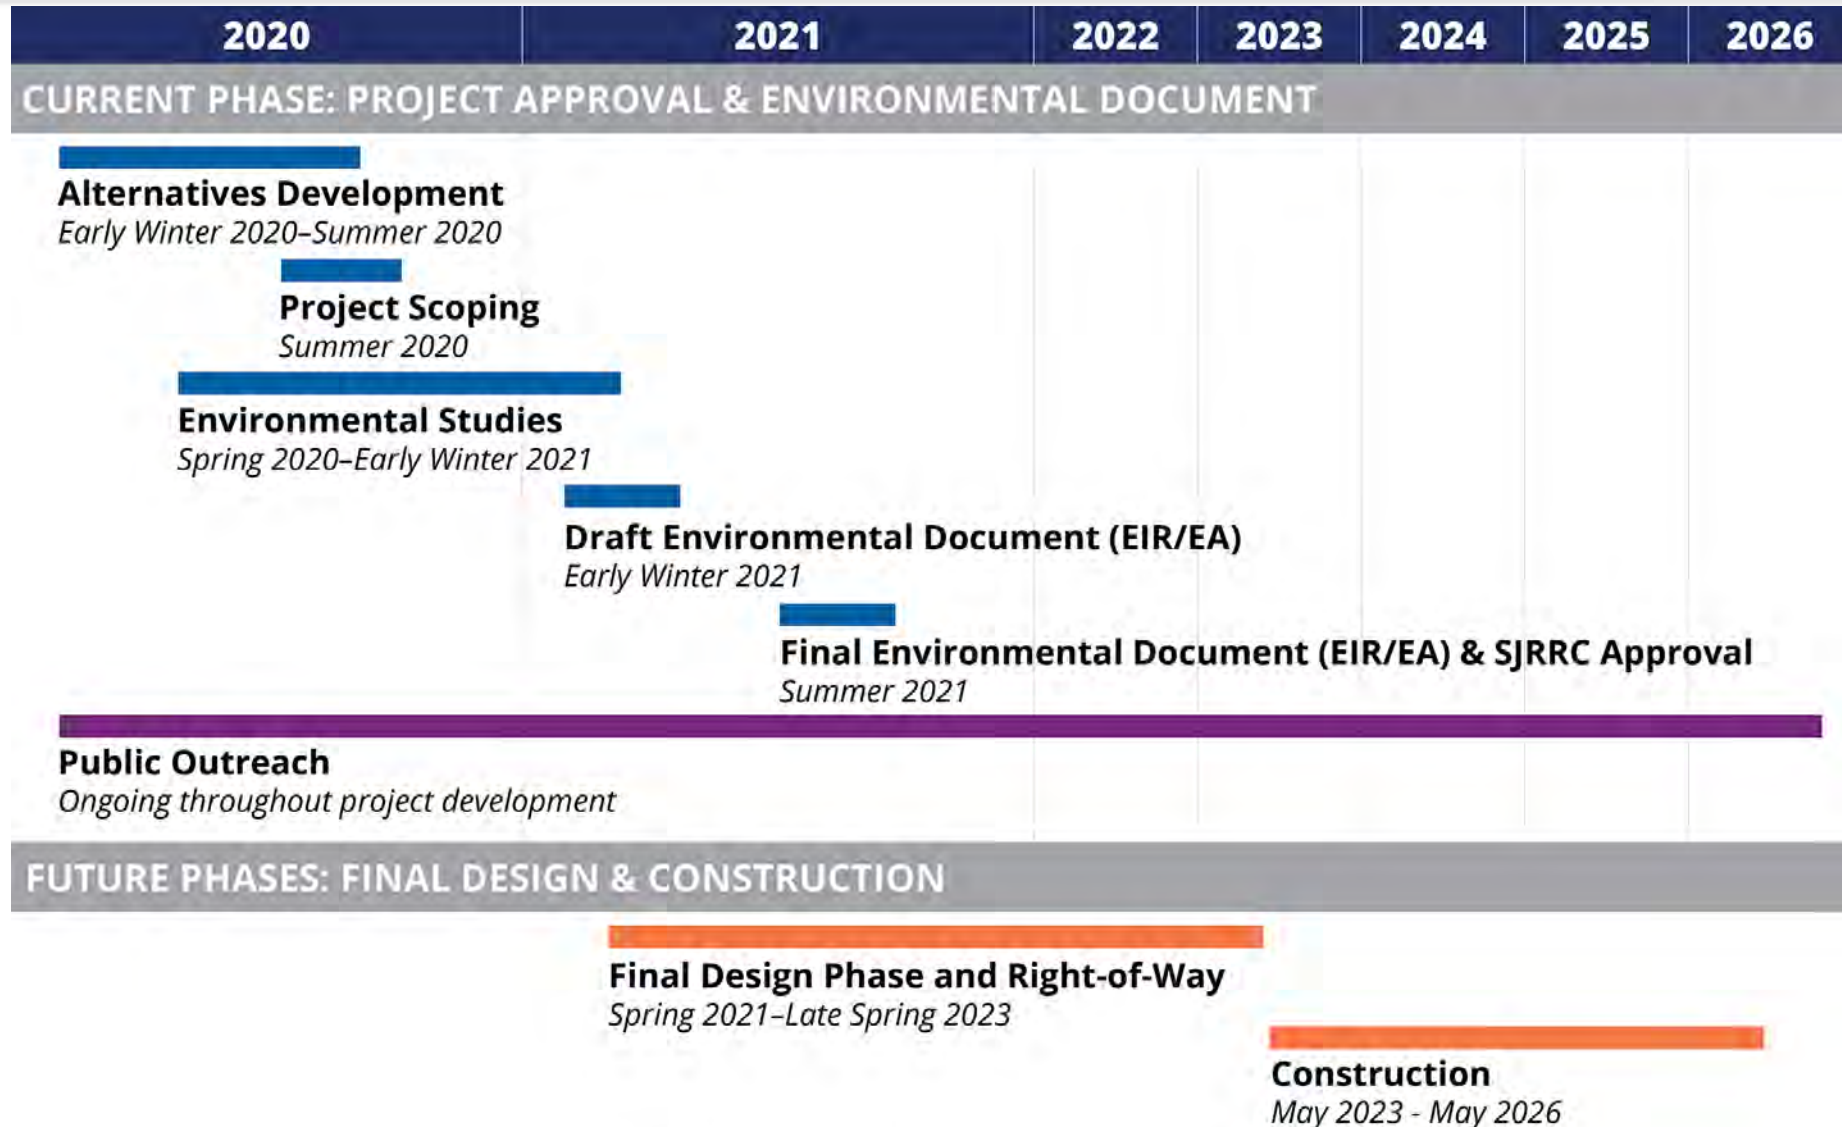 2020 2021 2022 2023 2024 2025 2026
CURRENT PHASE: PROJECT APPROVAL & ENVIRONMENTAL DOCUMENT
Alternatives Development
Early Winter 2020–Summer 2020
Project Scoping
Summer 2020
Environmental Studies
Spring 2020–Early Winter 2021
Draft Environmental Document (EIR/EA)
Early Winter 2021
Final Environmental Document (EIR/EA) & SJRRC Approval
Summer 2021
Public Outreach
Ongoing throughout project development
FUTURE PHASES: FINAL DESIGN & CONSTRUCTION
Final Design Phase and Right-of-Way
Spring 2021–Late Spring 2023
Construction
May 2023 - May 2026